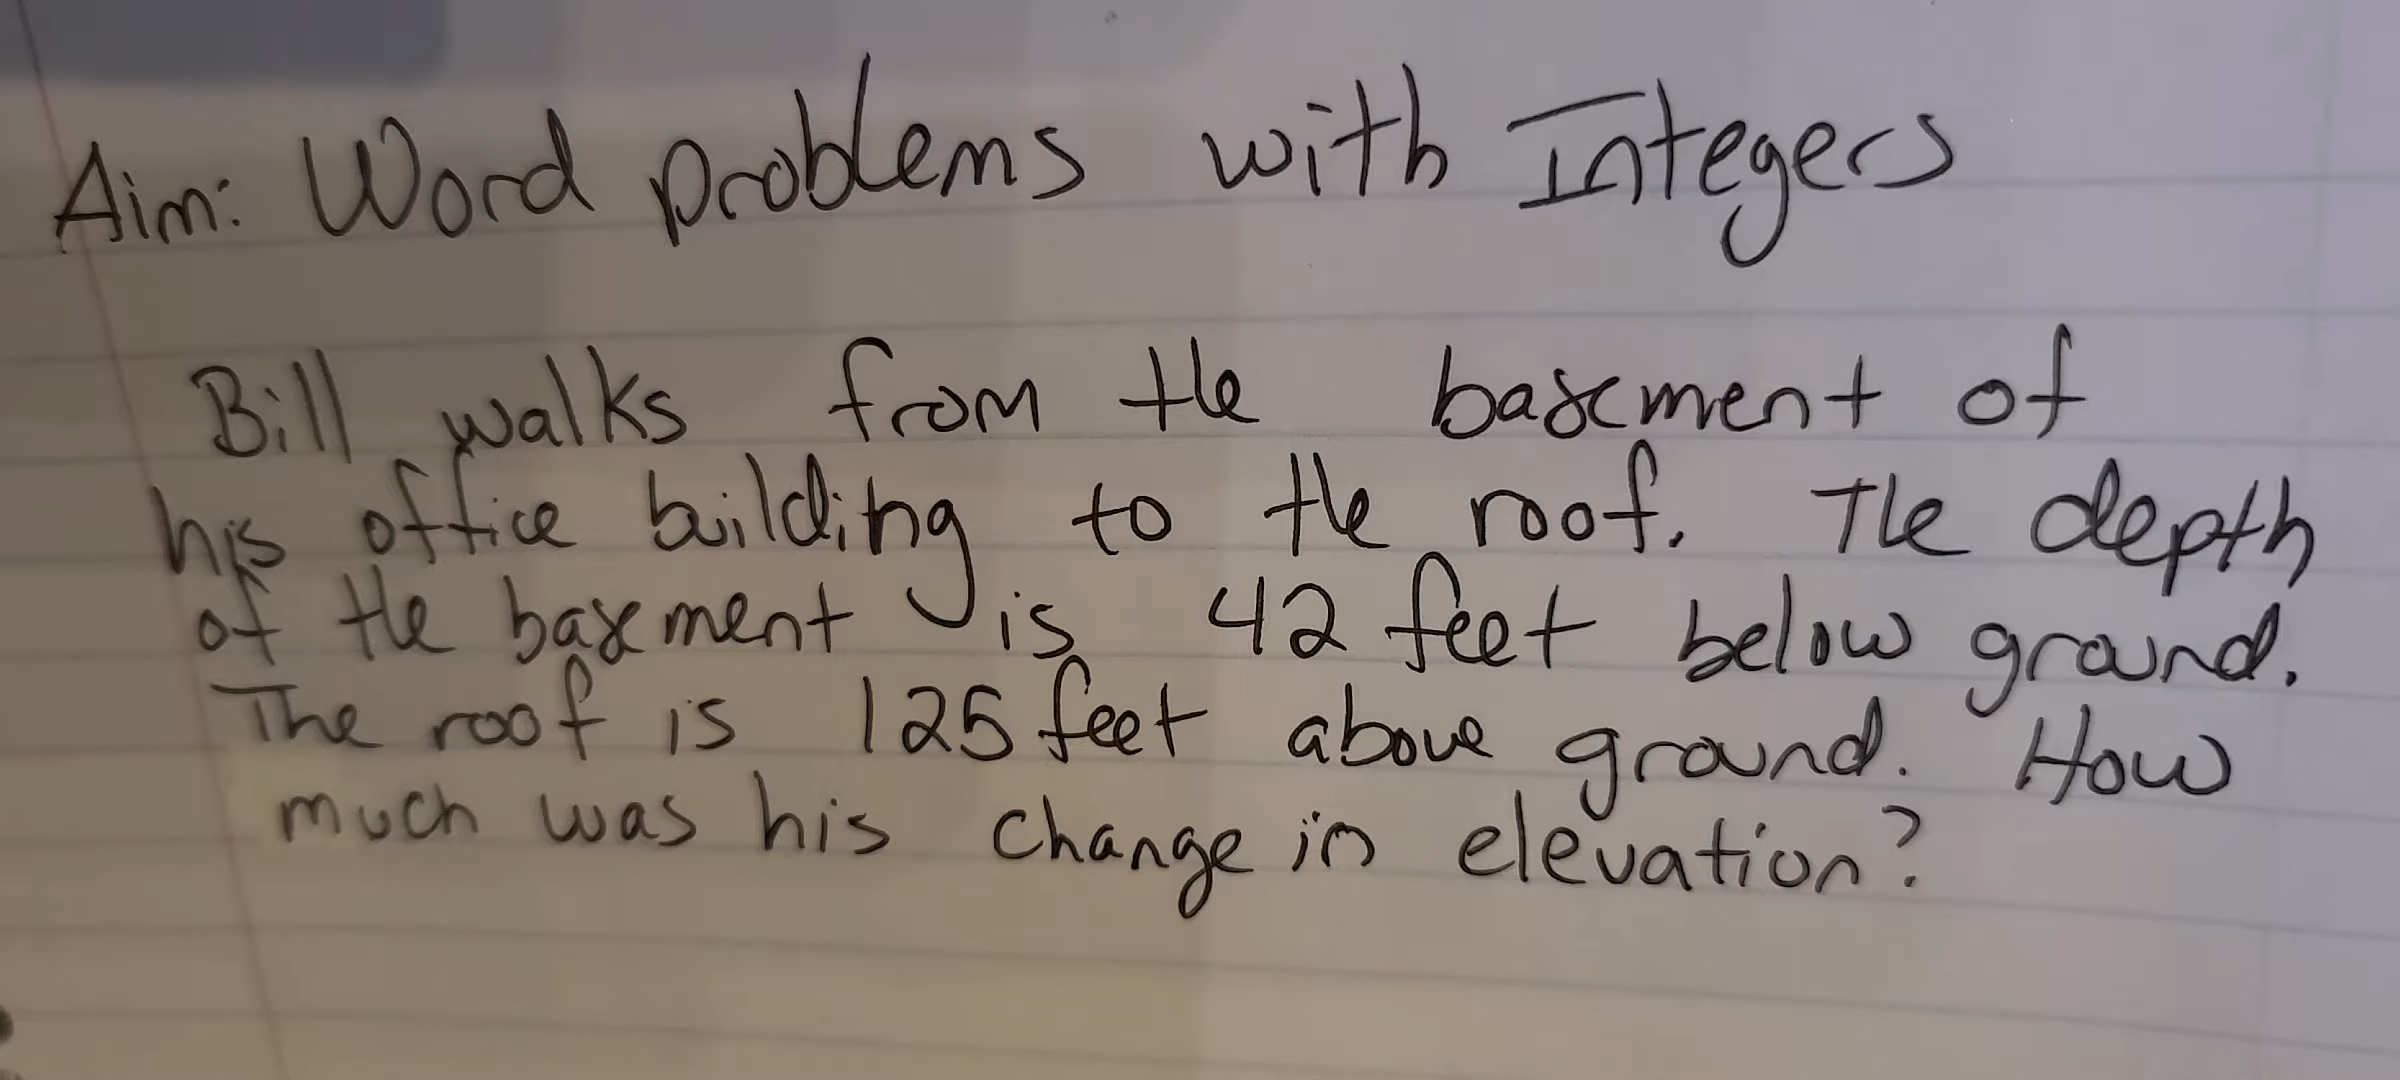 Aim: Word problems with Integers
Bill walks from the basement of
his office building to the roof. The depth
of the basement is 42 feet below ground.
The roof is 125 feet above ground. How
much was his change in elevation?